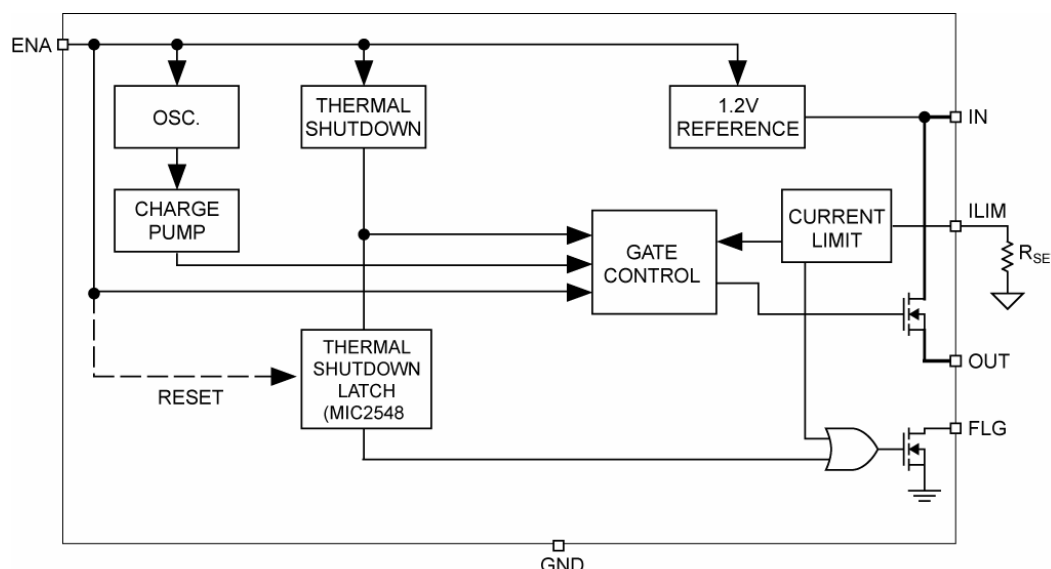 ENA
OSC.
THERMAL
SHUTDOWN
1.2V
REFERENCE
IN
CHARGE
PUMP
GATE
CONTROL
CURRENT
LIMIT
ILIM
RSE
THERMAL
SHUTDOWN
LATCH
(MIC2548
RESET
OUT
FLG
GND